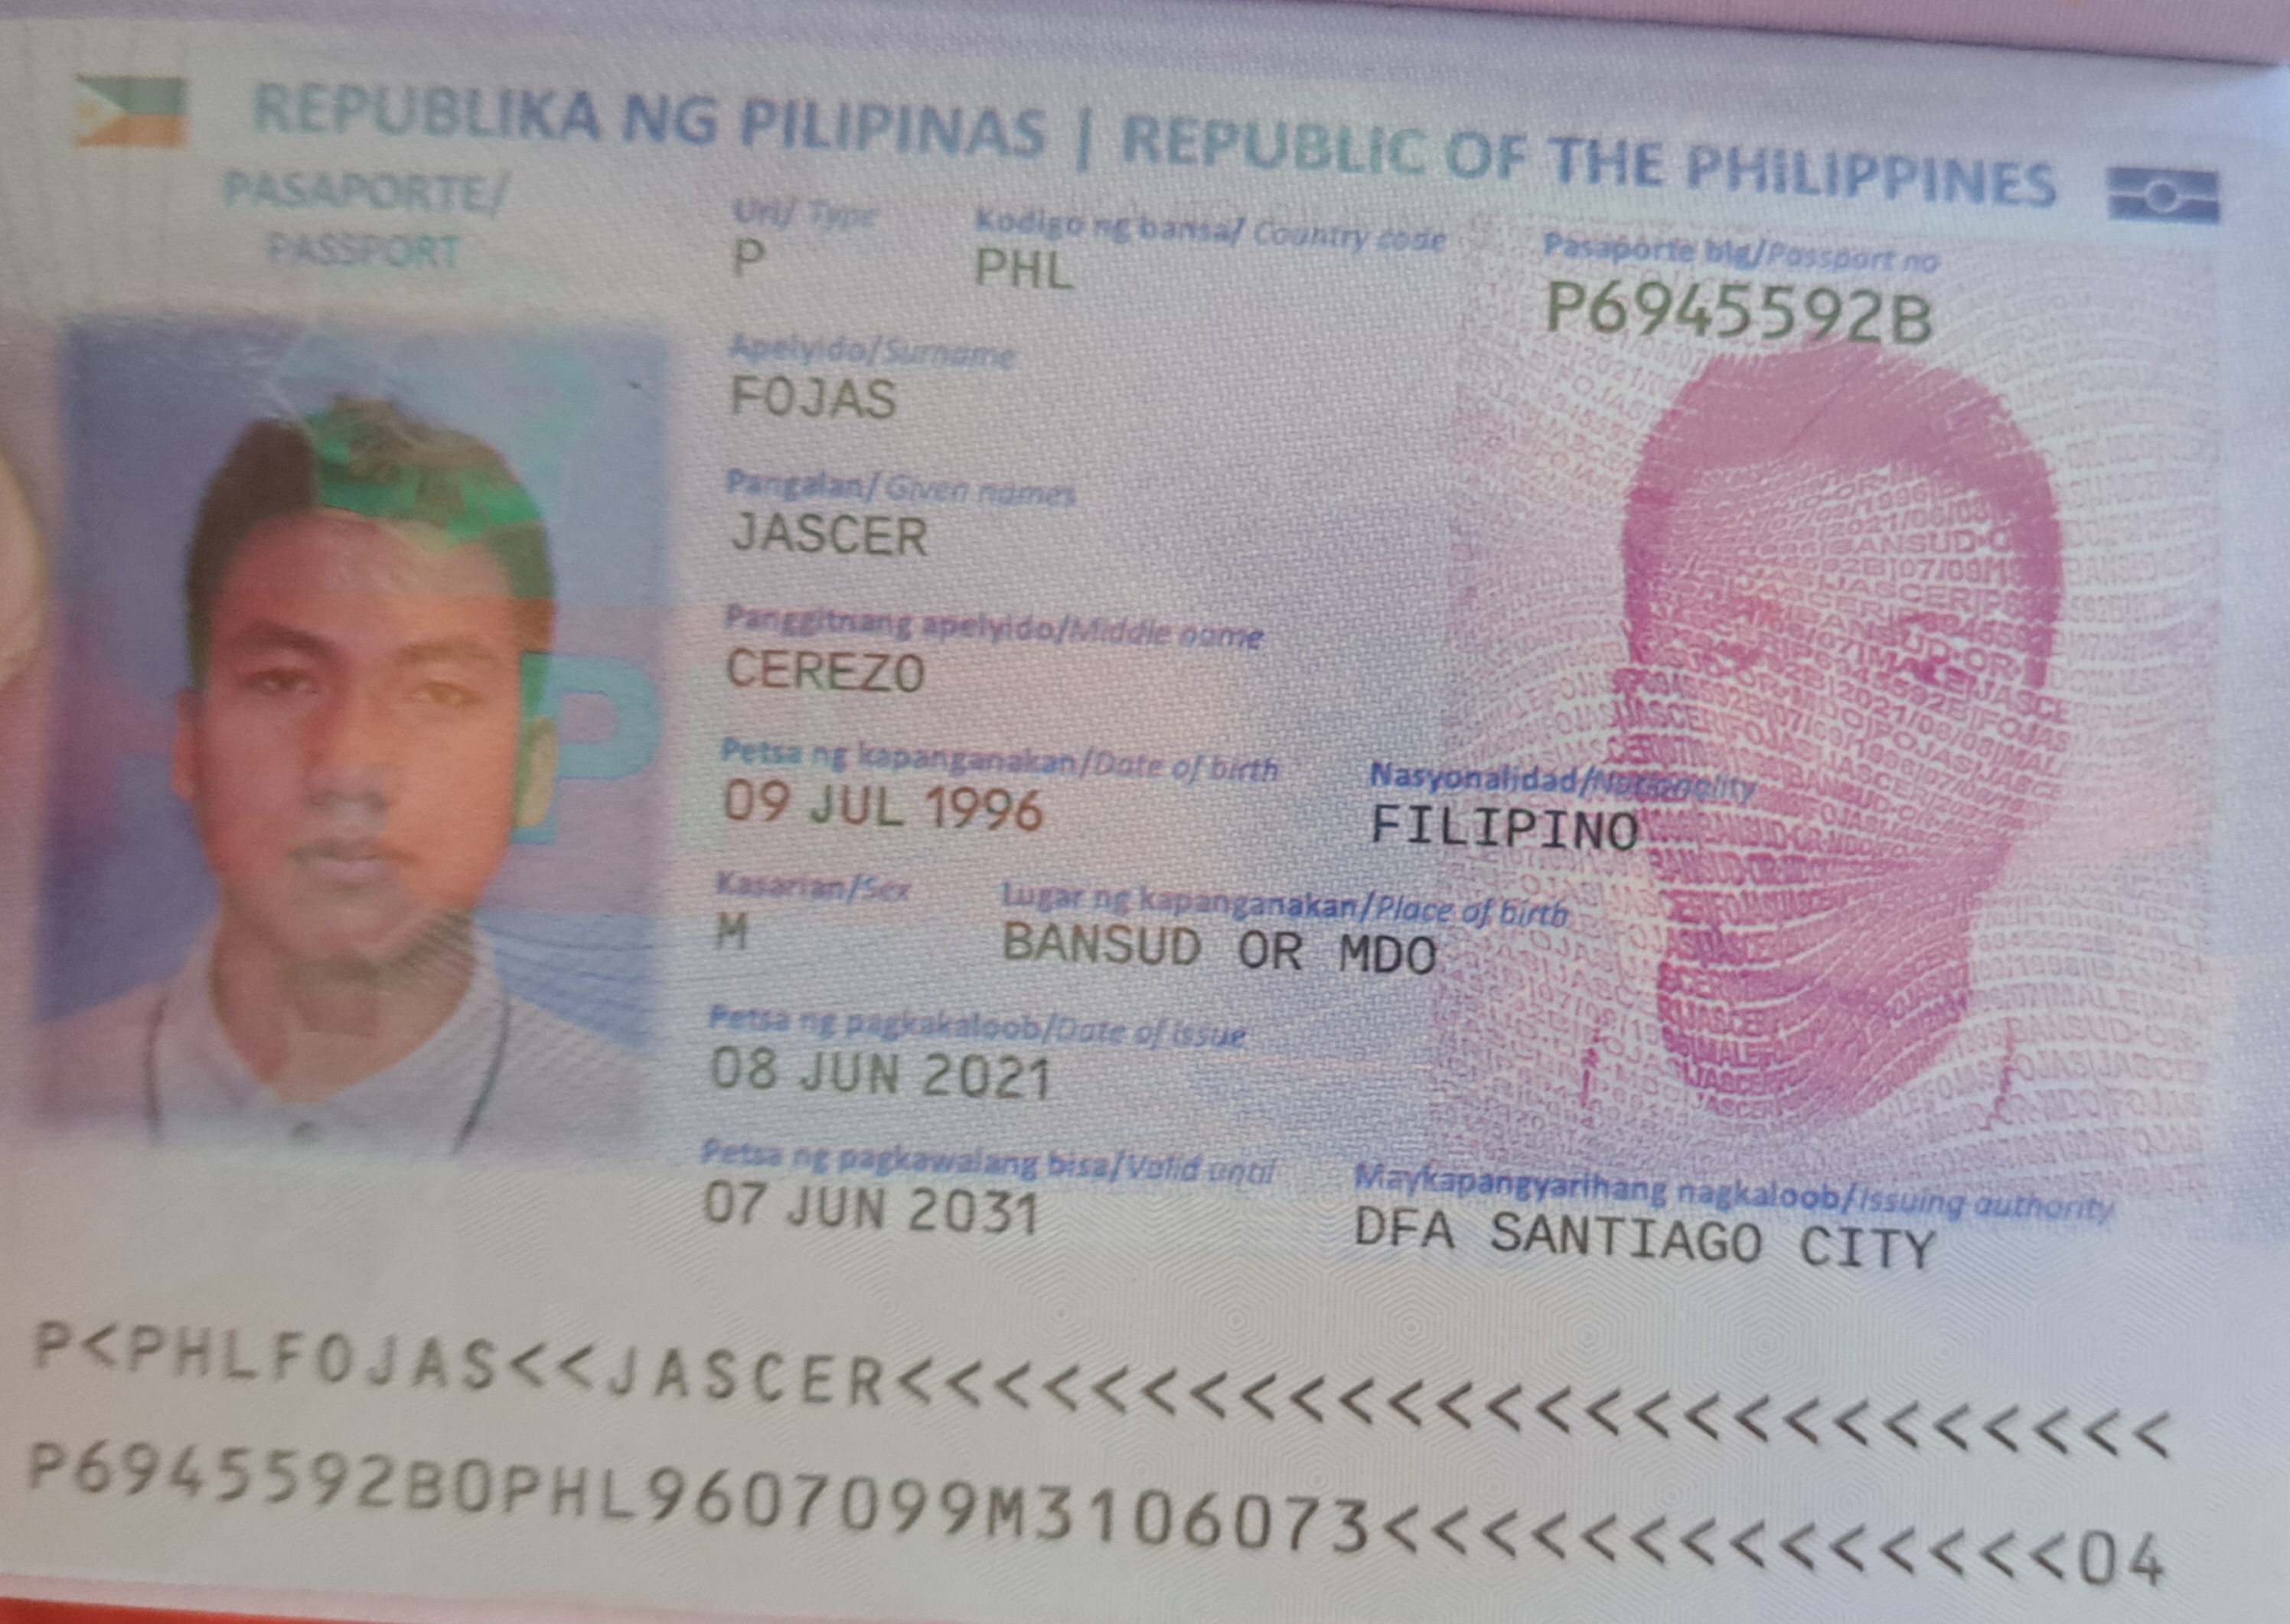 REPUBLIKA NG PILIPINAS | REPUBLIC OF THE PHILIPPINES
PASAPORTE/
PASSPORT
Uri/ Type
P
Kodigo ng bansa/ Country code
PHL
Pasaporte blg/Passport no
P6945592B
Apelyido/Surname
FOJAS
Pangalan/Given names
JASCER
Panggitnang apelyido/Middle name
CEREZO
Petsa ng kapanganakan/Date of birth
09 JUL 1996
Nasyonalidad/Nationality
FILIPINO
Kasarian/Sex
M
Lugar ng kapanganakan/Place of birth
BANSUD OR MDO
Petsa ng pagkakaloob/Date of issue
08 JUN 2021
Petsa ng pagkawalang bisa/Valid until
07 JUN 2031
Maykapangyarihang nagkaloob/Issuing authority
DFA SANTIAGO CITY
P<PHLFOJAS<<JASCER<<<<<<<<<<<<<<<<<<<<<<<<<<
P6945592B0PHL9607099M3106073<<<<<<<<<<<<<<04